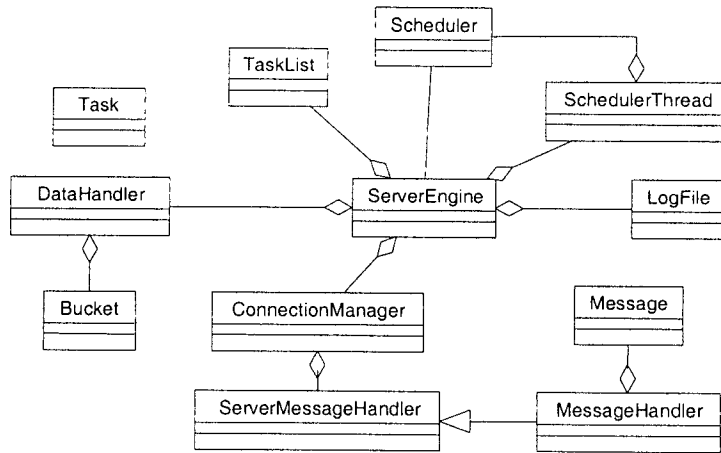 Scheduler
TaskList
SchedulerThread
Task
DataHandler
ServerEngine
LogFile
Bucket
ConnectionManager
Message
ServerMessageHandler
MessageHandler